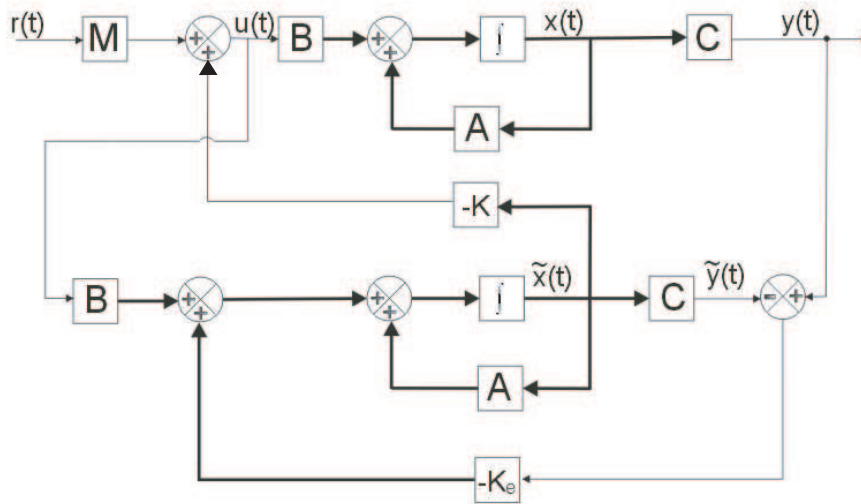 r(t) M + + u(t) B + + ∫ x(t) C y(t)
A
-K
B + + + + ∫ x̃(t) C ỹ(t) - +
A
-Kₑ